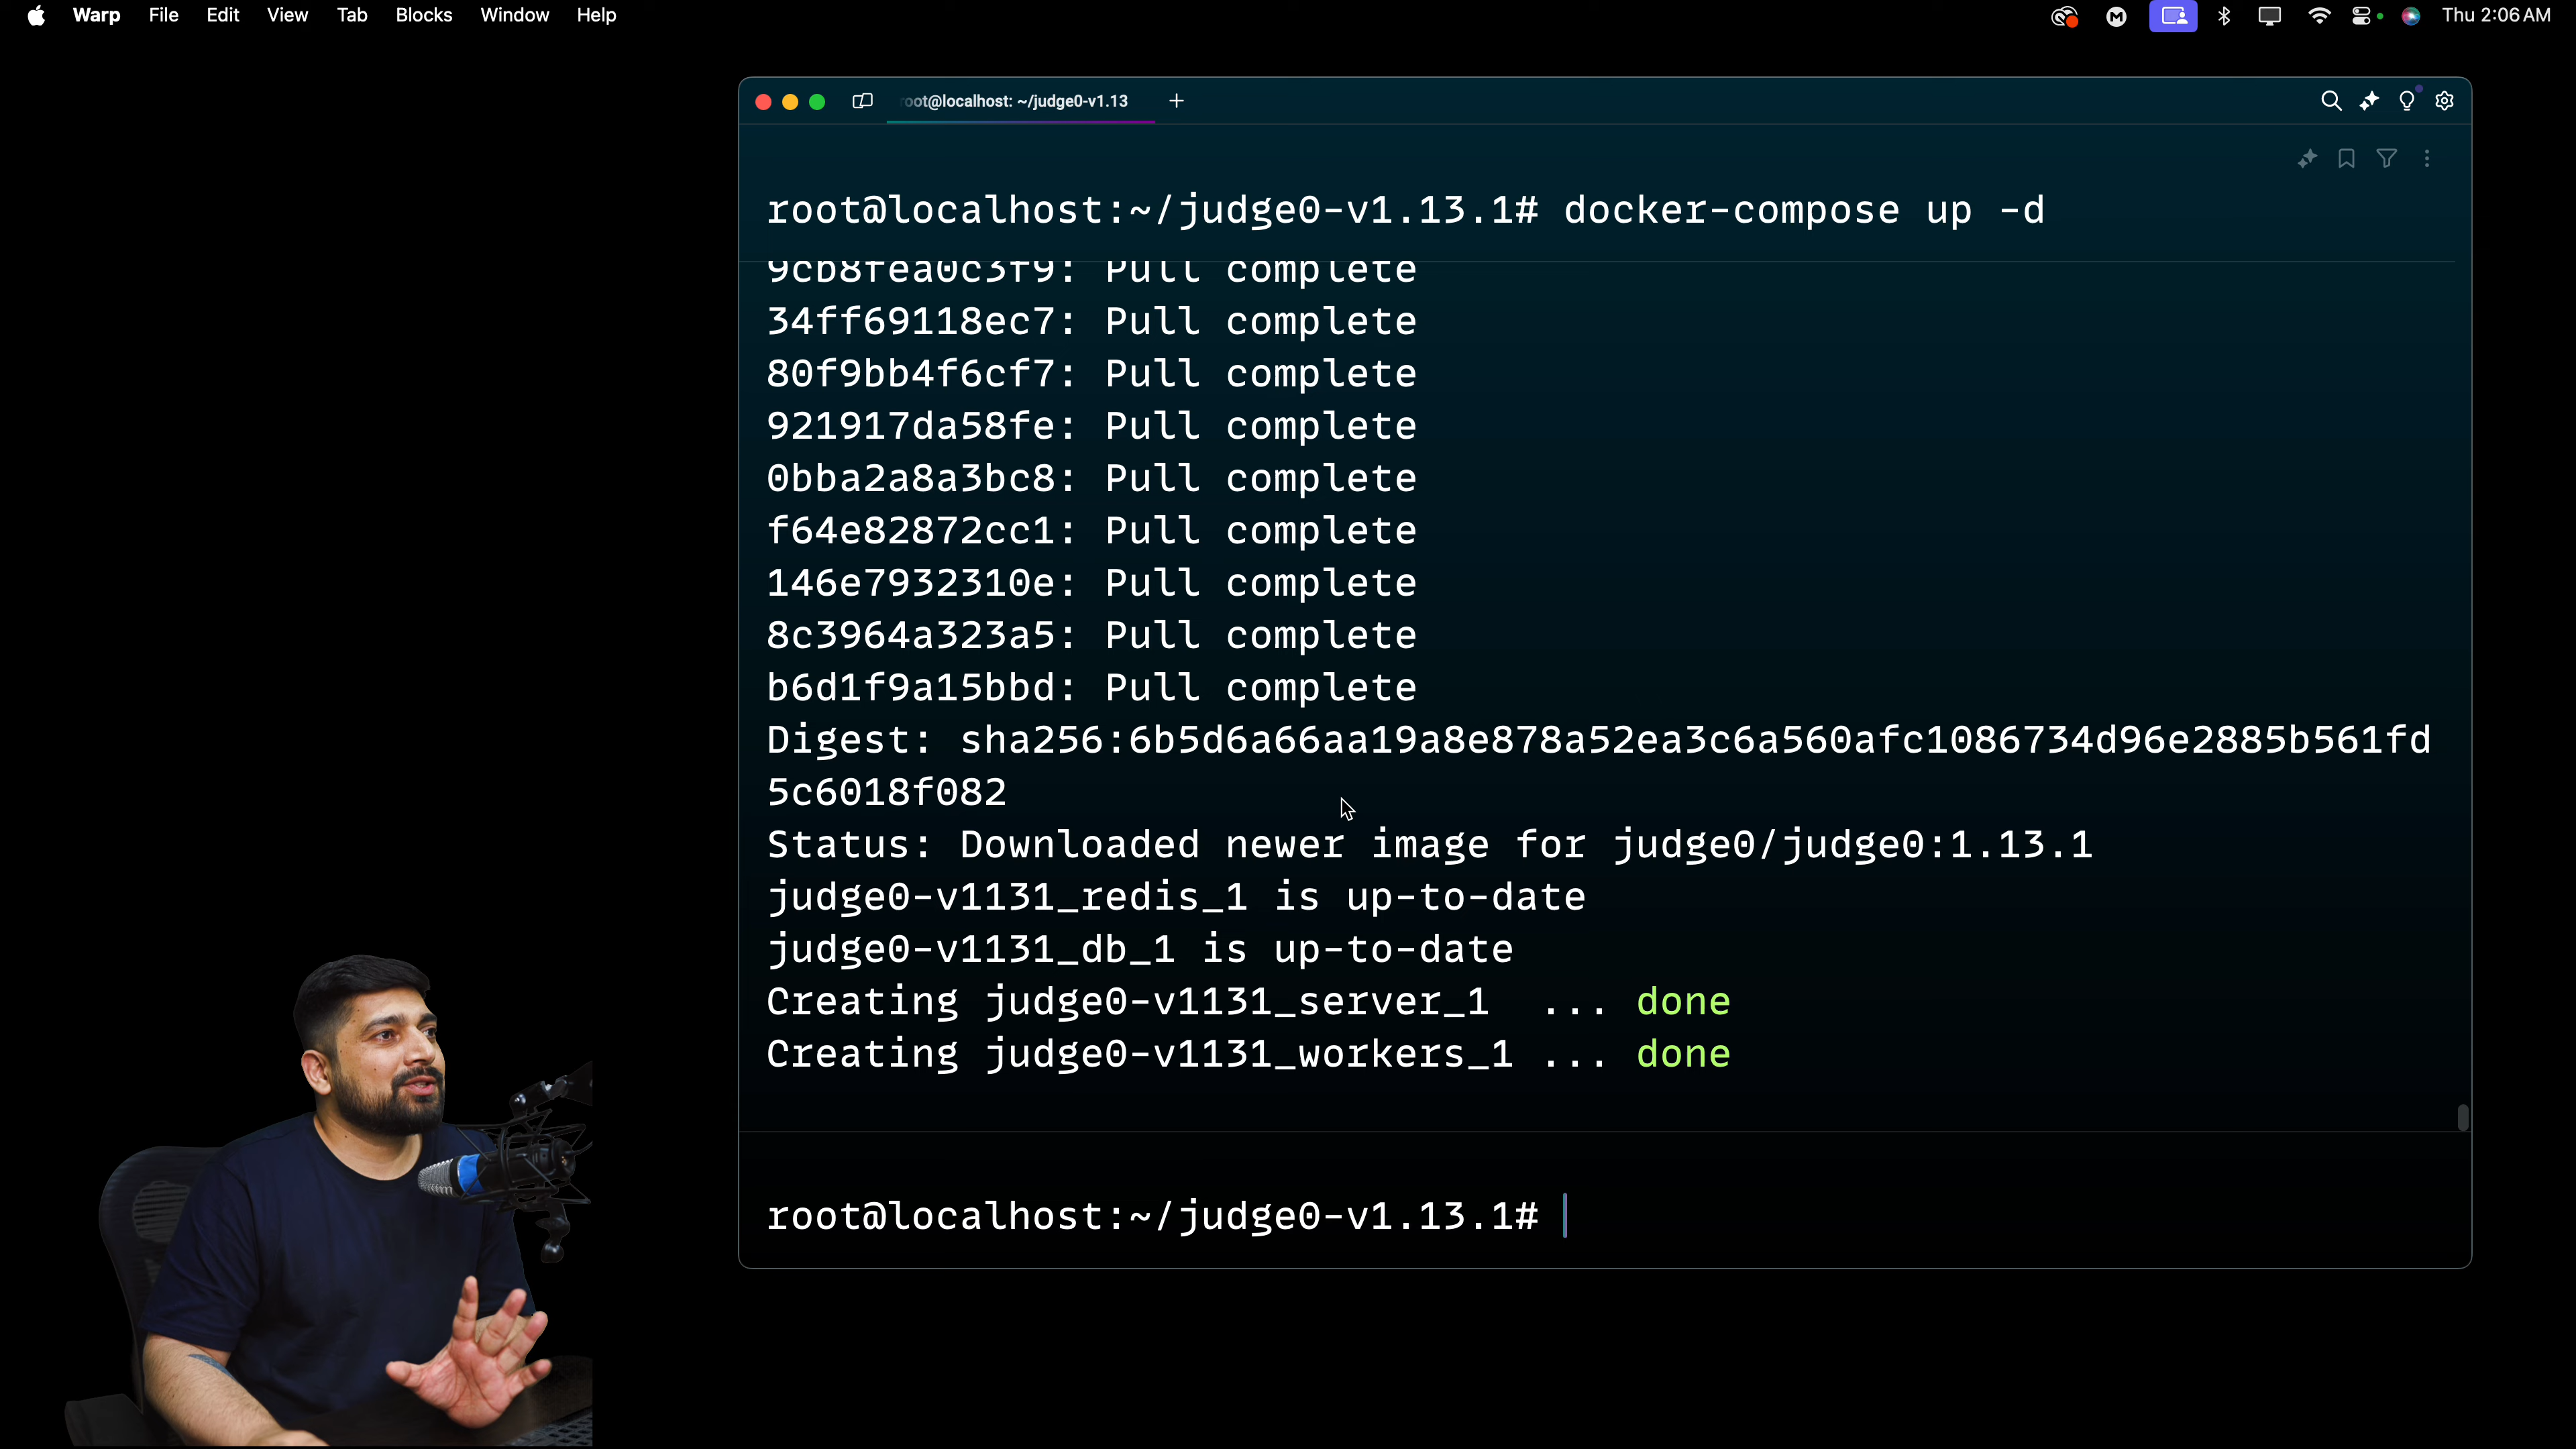 Warp File Edit View Tab Blocks Window Help Thu 2:06 AM
root@localhost: ~/judge0-v1.13
root@localhost:~/judge0-v1.13.1# docker-compose up -d
9cb8fea0c3f9: Pull complete
34ff69118ec7: Pull complete
80f9bb4f6cf7: Pull complete
921917da58fe: Pull complete
0bba2a8a3bc8: Pull complete
f64e82872cc1: Pull complete
146e7932310e: Pull complete
8c3964a323a5: Pull complete
b6d1f9a15bbd: Pull complete
Digest: sha256:6b5d6a66aa19a8e878a52ea3c6a560afc1086734d96e2885b561fd
5c6018f082
Status: Downloaded newer image for judge0/judge0:1.13.1
judge0-v1131_redis_1 is up-to-date
judge0-v1131_db_1 is up-to-date
Creating judge0-v1131_server_1 ... done
Creating judge0-v1131_workers_1 ... done
root@localhost:~/judge0-v1.13.1#